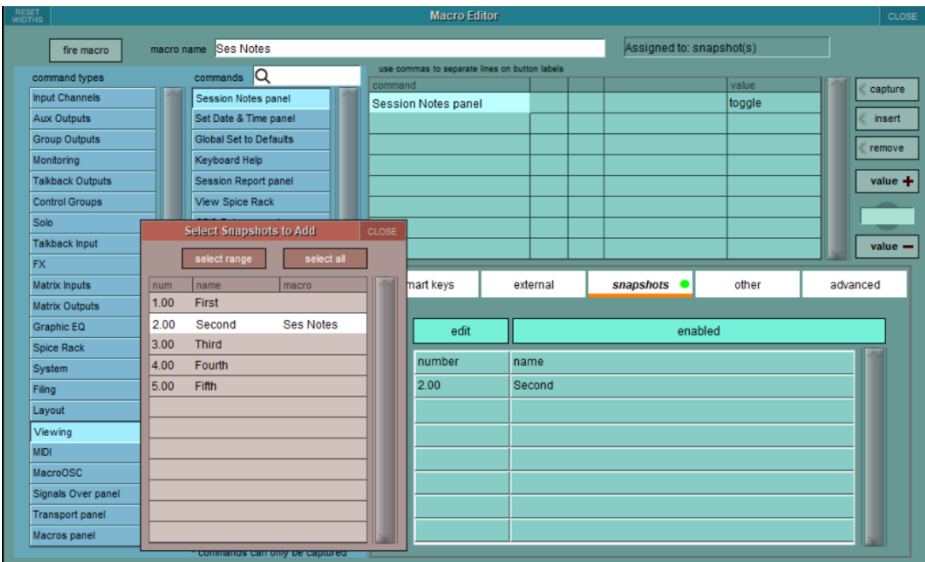 RESET WIDTHS
Macro Editor
CLOSE
fire macro
macro name
Ses Notes
Assigned to: snapshot(s)
command types
Input Channels
Aux Outputs
Group Outputs
Monitoring
Talkback Outputs
Control Groups
Solo
Talkback Input
FX
Matrix Inputs
Matrix Outputs
Graphic EQ
Spice Rack
System
Filing
Layout
Viewing
MIDI
MacroOSC
Signals Over panel
Transport panel
Macros panel
commands
Session Notes panel
Set Date & Time panel
Global Set to Defaults
Keyboard Help
Session Report panel
View Spice Rack
* commands can only be captured
use commas to separate lines on button labels
command
value
Session Notes panel
toggle
capture
insert
remove
value +
value −
Select Snapshots to Add
CLOSE
select range
select all
num
name
macro
1.00 First
2.00 Second Ses Notes
3.00 Third
4.00 Fourth
5.00 Fifth
mart keys
external
snapshots
other
advanced
edit
enabled
number
name
2.00 Second